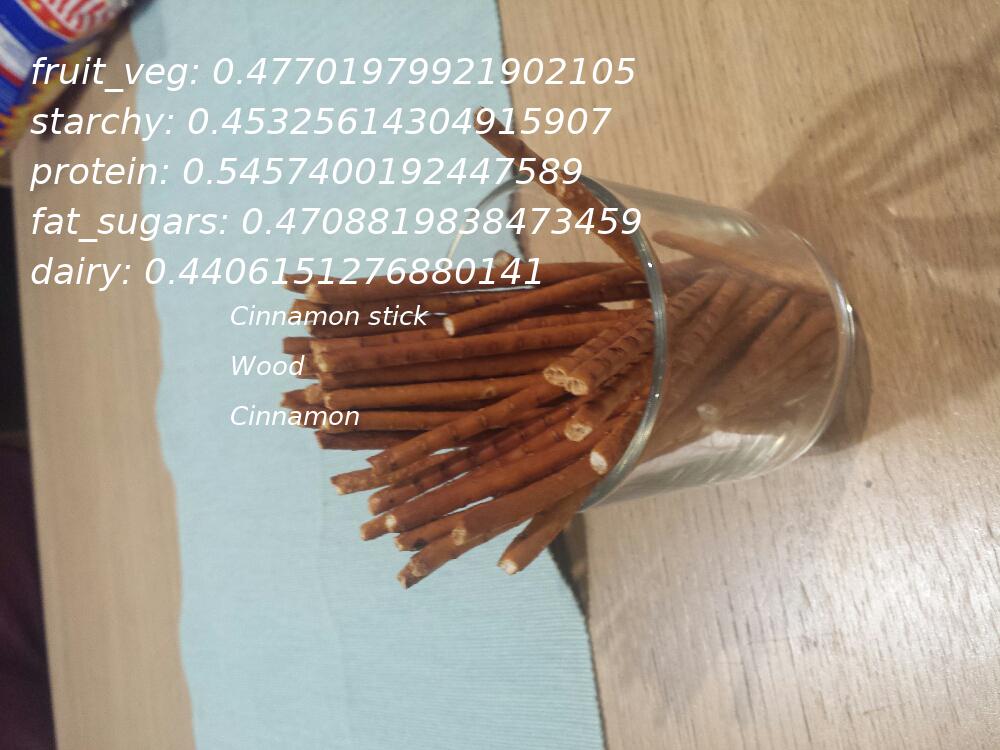 fruit_veg: 0.47701979921902105
starchy: 0.45325614304915907
protein: 0.5457400192447589
fat_sugars: 0.4708819838473459
dairy: 0.4406151276880141
Cinnamon stick
Wood
Cinnamon